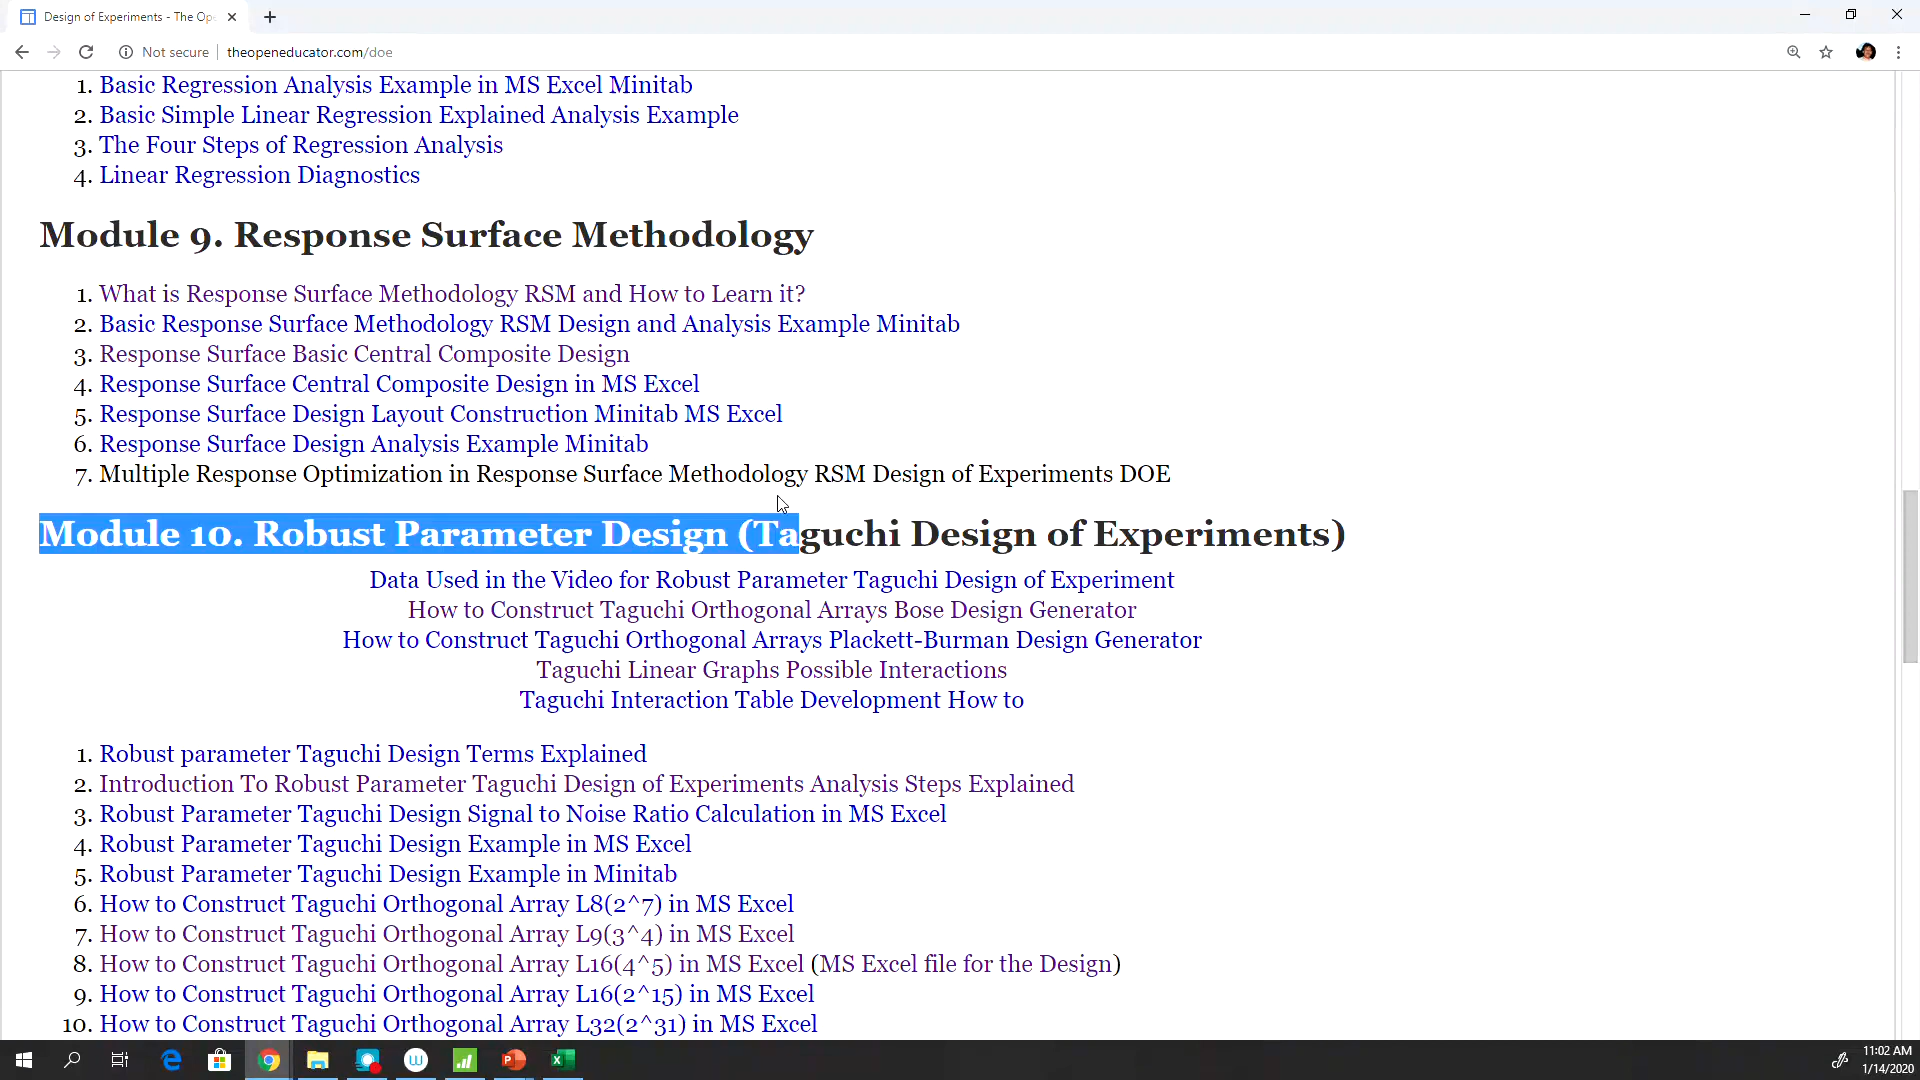 Design of Experiments - The Ope
Not secure
theopeneducator.com/doe
1. Basic Regression Analysis Example in MS Excel Minitab
2. Basic Simple Linear Regression Explained Analysis Example
3. The Four Steps of Regression Analysis
4. Linear Regression Diagnostics
Module 9. Response Surface Methodology
1. What is Response Surface Methodology RSM and How to Learn it?
2. Basic Response Surface Methodology RSM Design and Analysis Example Minitab
3. Response Surface Basic Central Composite Design
4. Response Surface Central Composite Design in MS Excel
5. Response Surface Design Layout Construction Minitab MS Excel
6. Response Surface Design Analysis Example Minitab
7. Multiple Response Optimization in Response Surface Methodology RSM Design of Experiments DOE
Module 10. Robust Parameter Design (Taguchi Design of Experiments)
Data Used in the Video for Robust Parameter Taguchi Design of Experiment
How to Construct Taguchi Orthogonal Arrays Bose Design Generator
How to Construct Taguchi Orthogonal Arrays Plackett-Burman Design Generator
Taguchi Linear Graphs Possible Interactions
Taguchi Interaction Table Development How to
1. Robust parameter Taguchi Design Terms Explained
2. Introduction To Robust Parameter Taguchi Design of Experiments Analysis Steps Explained
3. Robust Parameter Taguchi Design Signal to Noise Ratio Calculation in MS Excel
4. Robust Parameter Taguchi Design Example in MS Excel
5. Robust Parameter Taguchi Design Example in Minitab
6. How to Construct Taguchi Orthogonal Array L8(2^7) in MS Excel
7. How to Construct Taguchi Orthogonal Array L9(3^4) in MS Excel
8. How to Construct Taguchi Orthogonal Array L16(4^5) in MS Excel (MS Excel file for the Design)
9. How to Construct Taguchi Orthogonal Array L16(2^15) in MS Excel
10. How to Construct Taguchi Orthogonal Array L32(2^31) in MS Excel
11:02 AM
1/14/2020